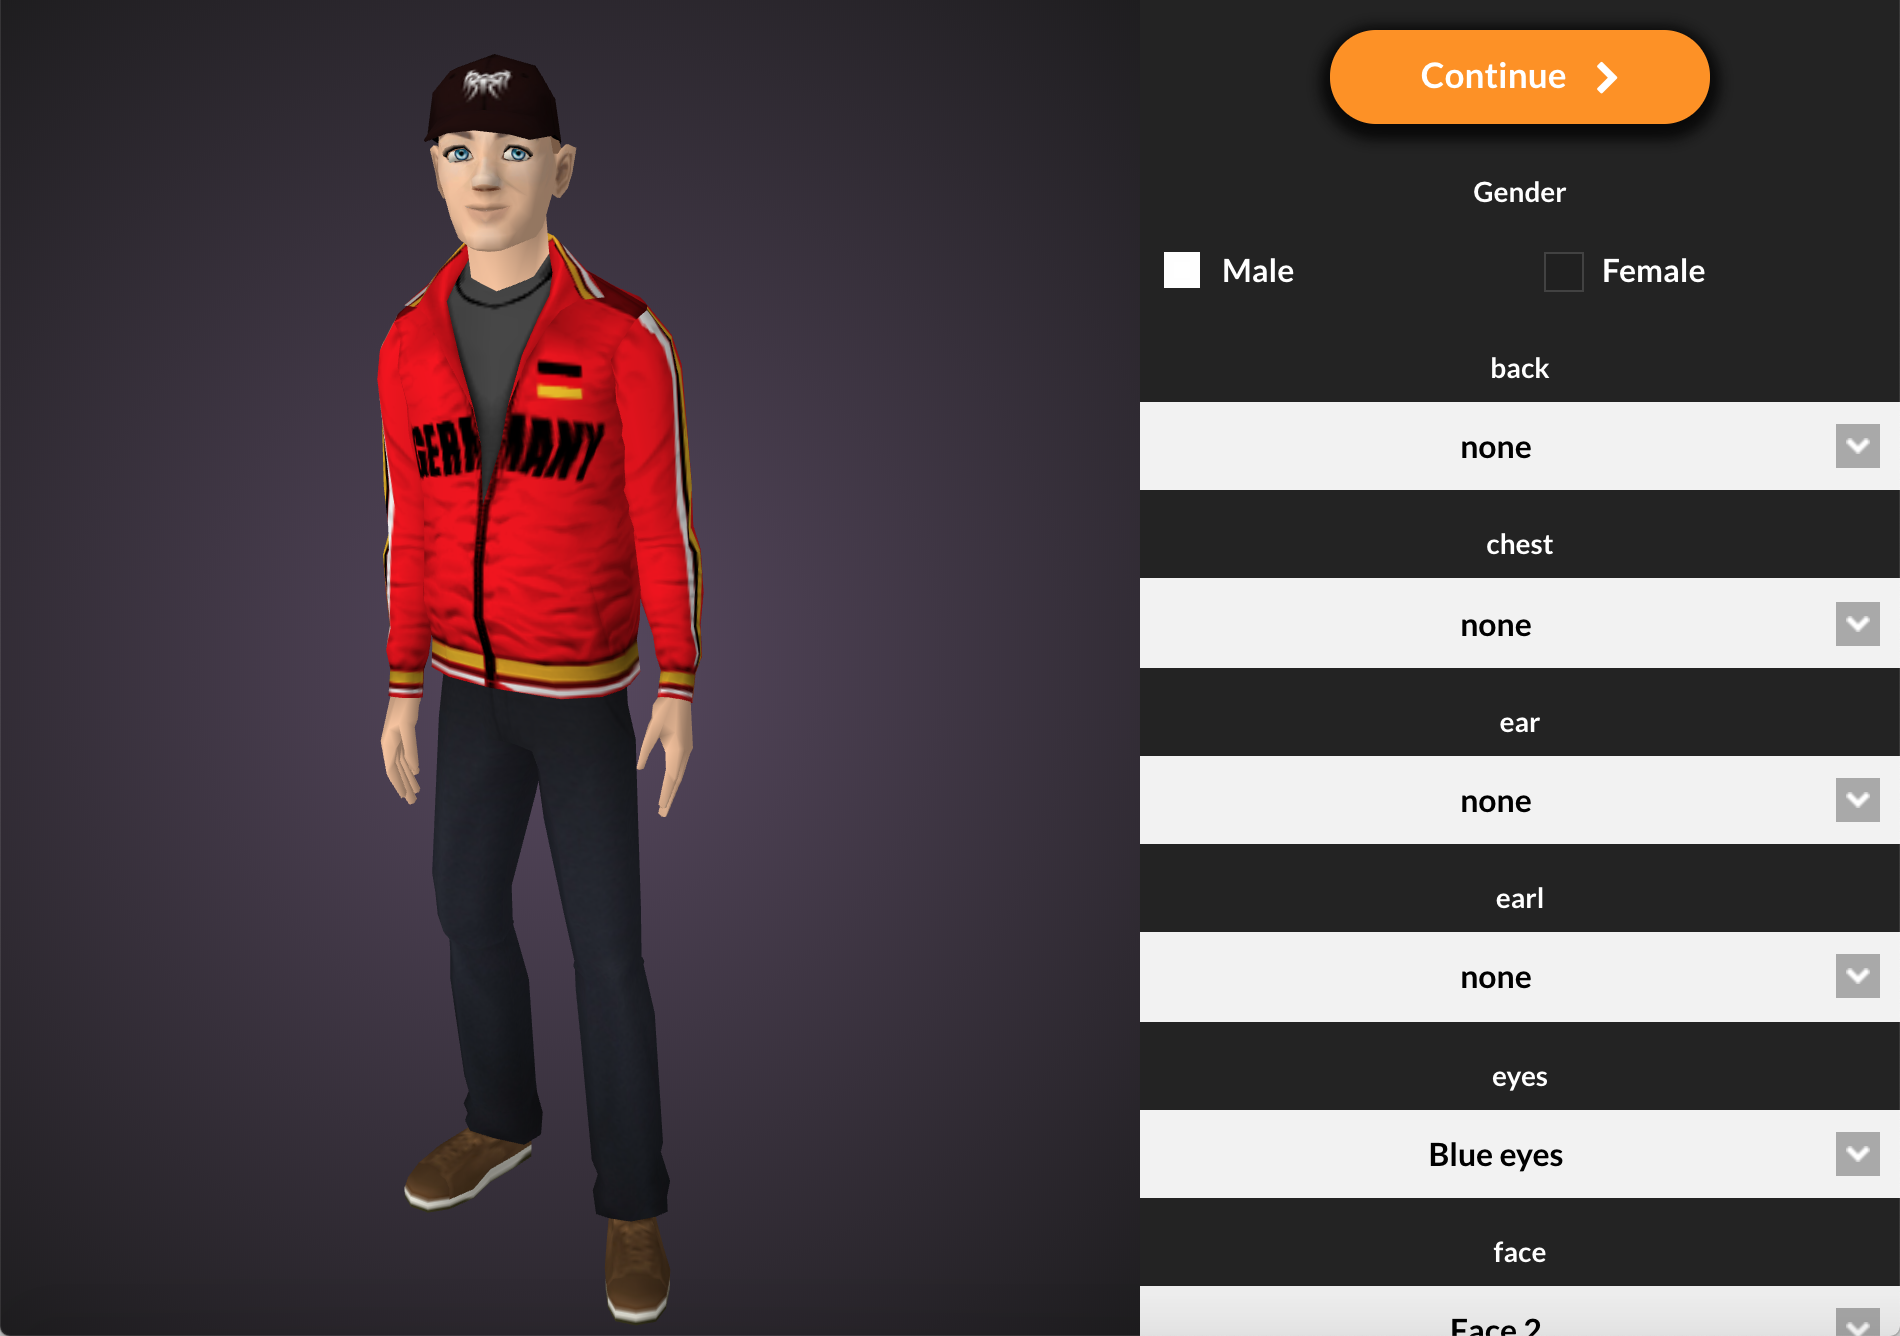 Continue
Gender
Male
Female
back
none
chest
none
ear
none
earl
none
eyes
Blue eyes
face
Face 2
GERMANY